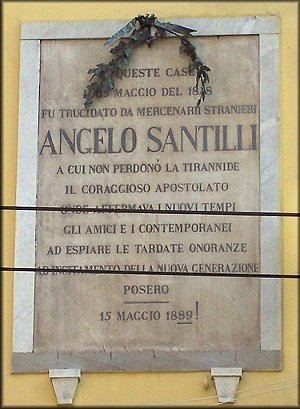 QUESTE CASE
15 MAGGIO DEL 1848
FU TRUCIDATO DA MERCENARII STRANIERI
ANGELO SANTILLI
A CUI NON PERDONÒ LA TIRANNIDE
IL CORAGGIOSO APOSTOLATO
ONDE AFFERMAVA I NUOVI TEMPI
GLI AMICI E I CONTEMPORANEI
AD ESPIARE LE TARDATE ONORANZE
AD INCITAMENTO DELLA NUOVA GENERAZIONE
POSERO
15 MAGGIO 1889!